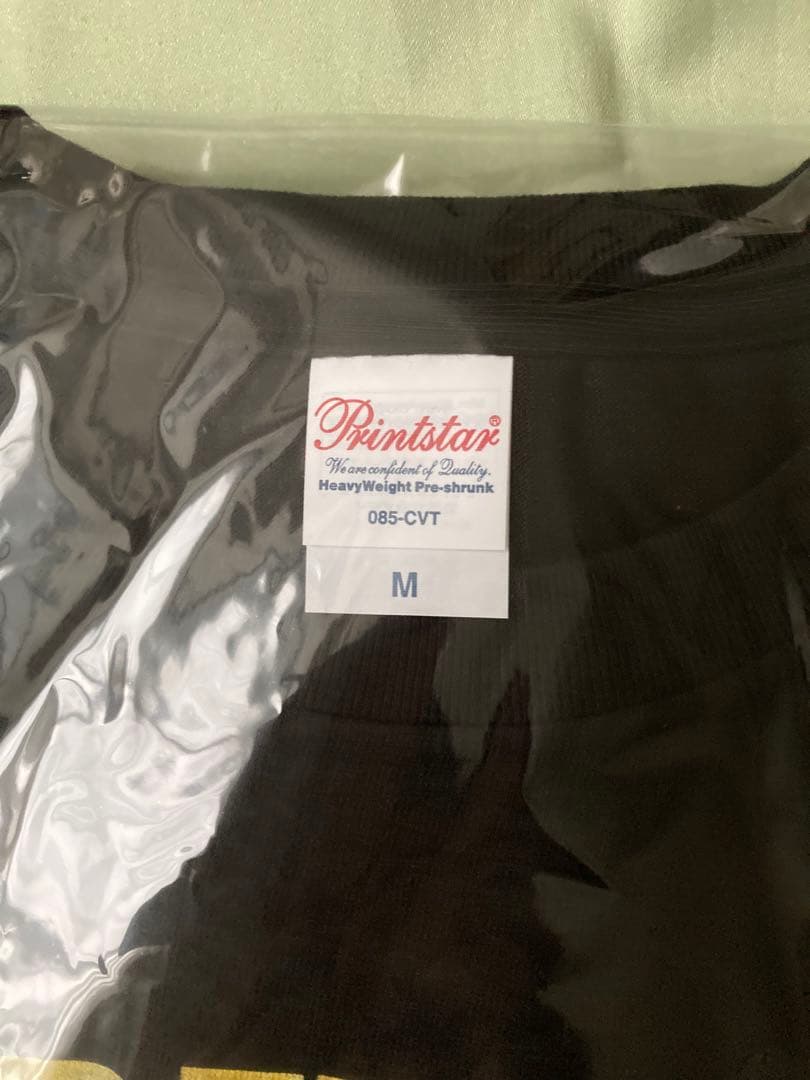 Printstar®
We are confident of Quality.
HeavyWeight Pre-shrunk
085-CVT
M